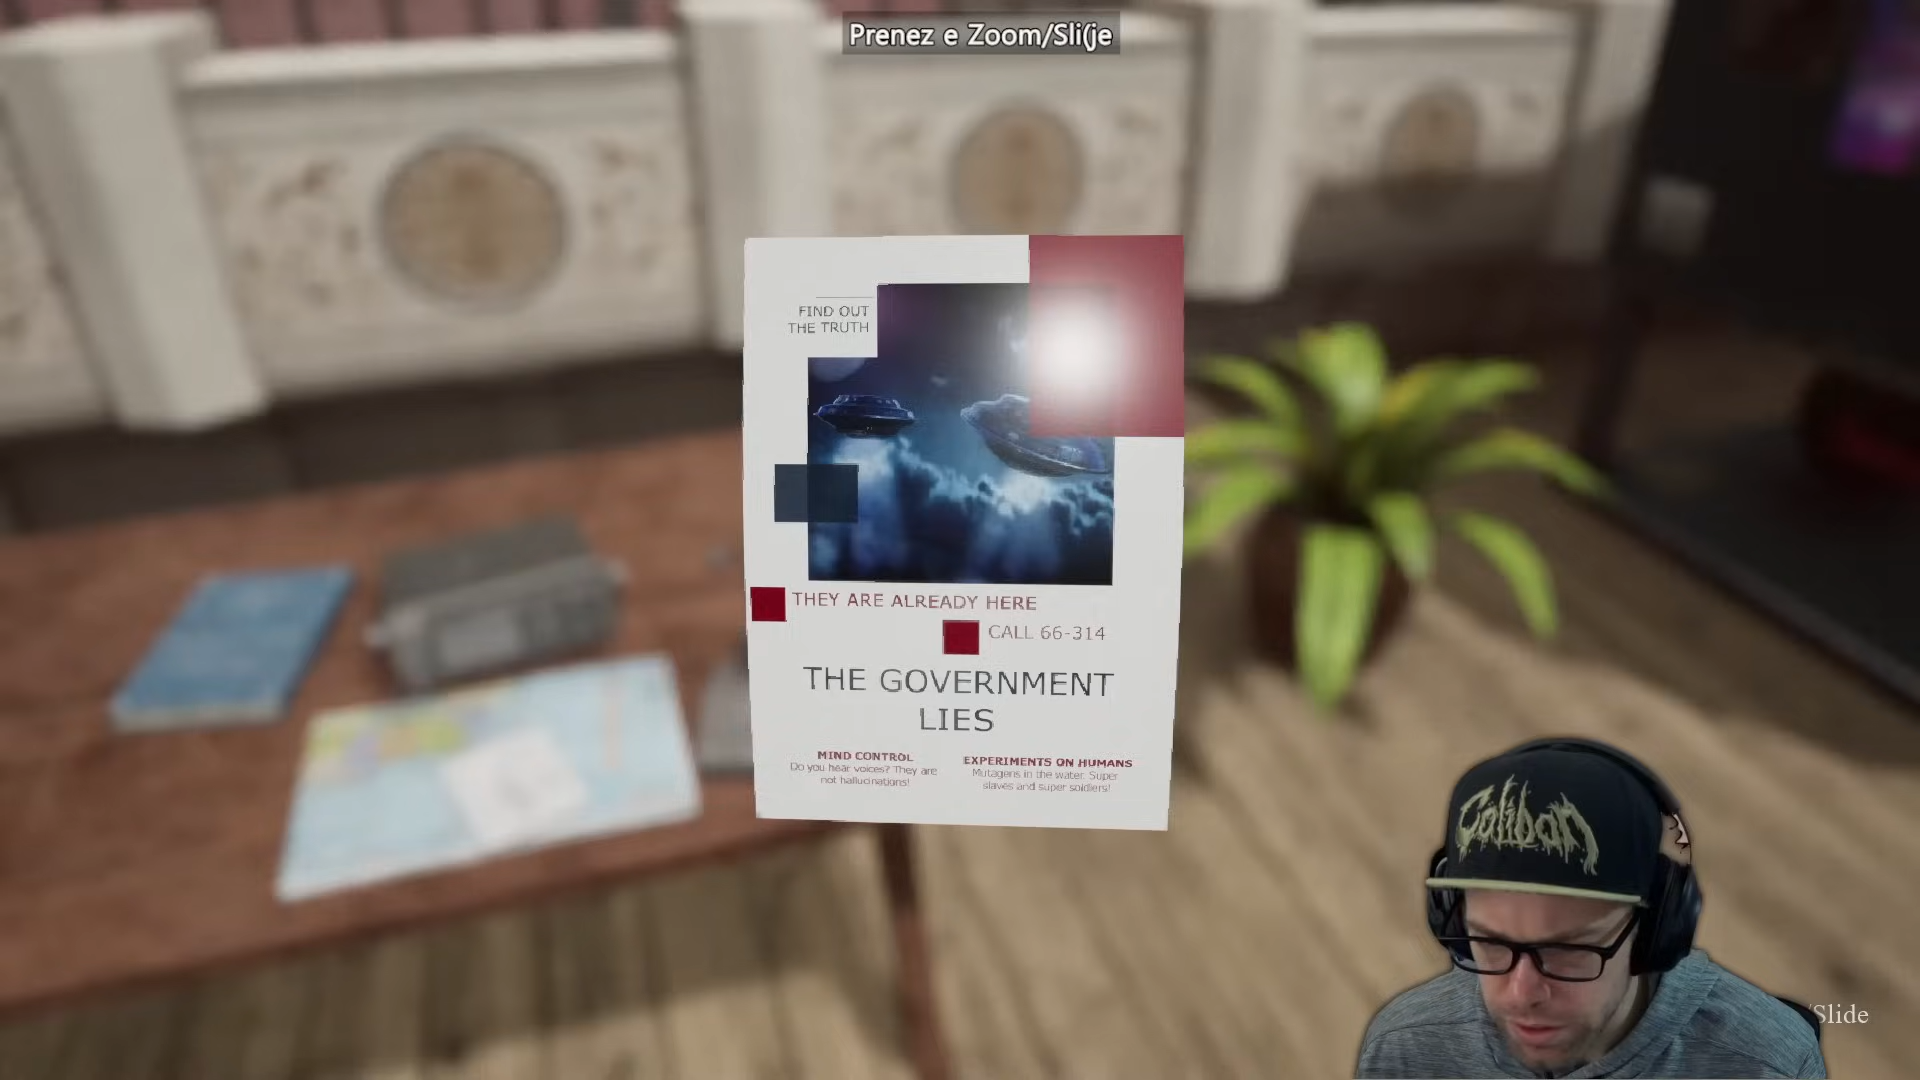 Prenez e Zoom/Sli(je
FIND OUT
THE TRUTH
THEY ARE ALREADY HERE
CALL 66-314
THE GOVERNMENT
LIES
MIND CONTROL
Do you hear voices? They are
not hallucinations!
EXPERIMENTS ON HUMANS
Mutagens in the water. Super
slaves and super soldiers!
Caliban
/Slide